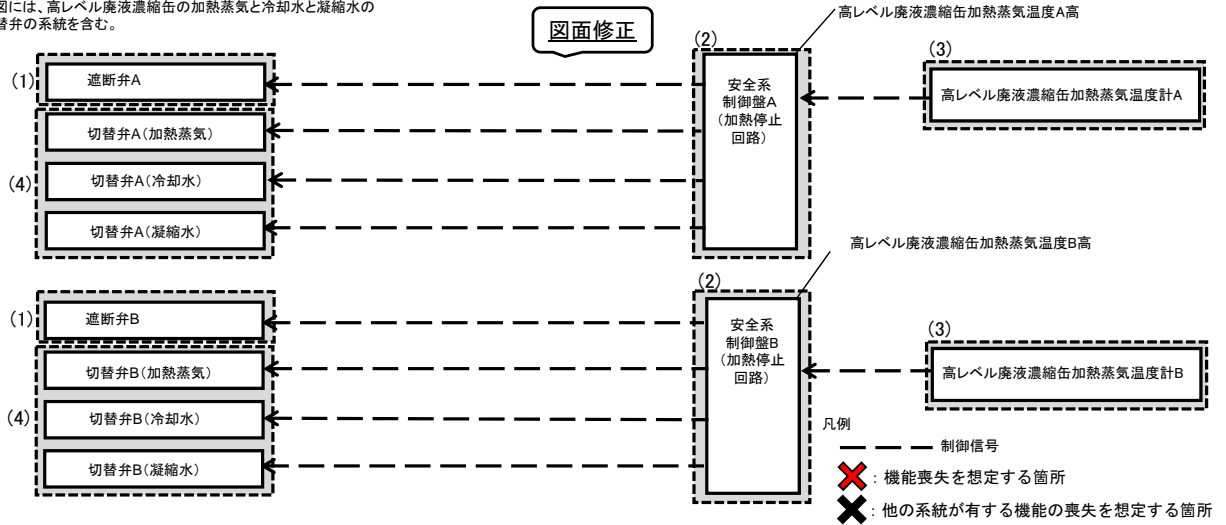 図には、高レベル廃液濃縮缶の加熱蒸気と冷却水と凝縮水の
替弁の系統を含む。
図面修正
高レベル廃液濃縮缶加熱蒸気温度A高
(1)
遮断弁A
切替弁A(加熱蒸気)
(4)
切替弁A(冷却水)
切替弁A(凝縮水)
(2)
安全系
制御盤A
(加熱停止
回路)
(3)
高レベル廃液濃縮缶加熱蒸気温度計A
高レベル廃液濃縮缶加熱蒸気温度B高
(1)
遮断弁B
切替弁B(加熱蒸気)
(4)
切替弁B(冷却水)
切替弁B(凝縮水)
(2)
安全系
制御盤B
(加熱停止
回路)
(3)
高レベル廃液濃縮缶加熱蒸気温度計B
凡例
制御信号
：機能喪失を想定する箇所
：他の系統が有する機能の喪失を想定する箇所